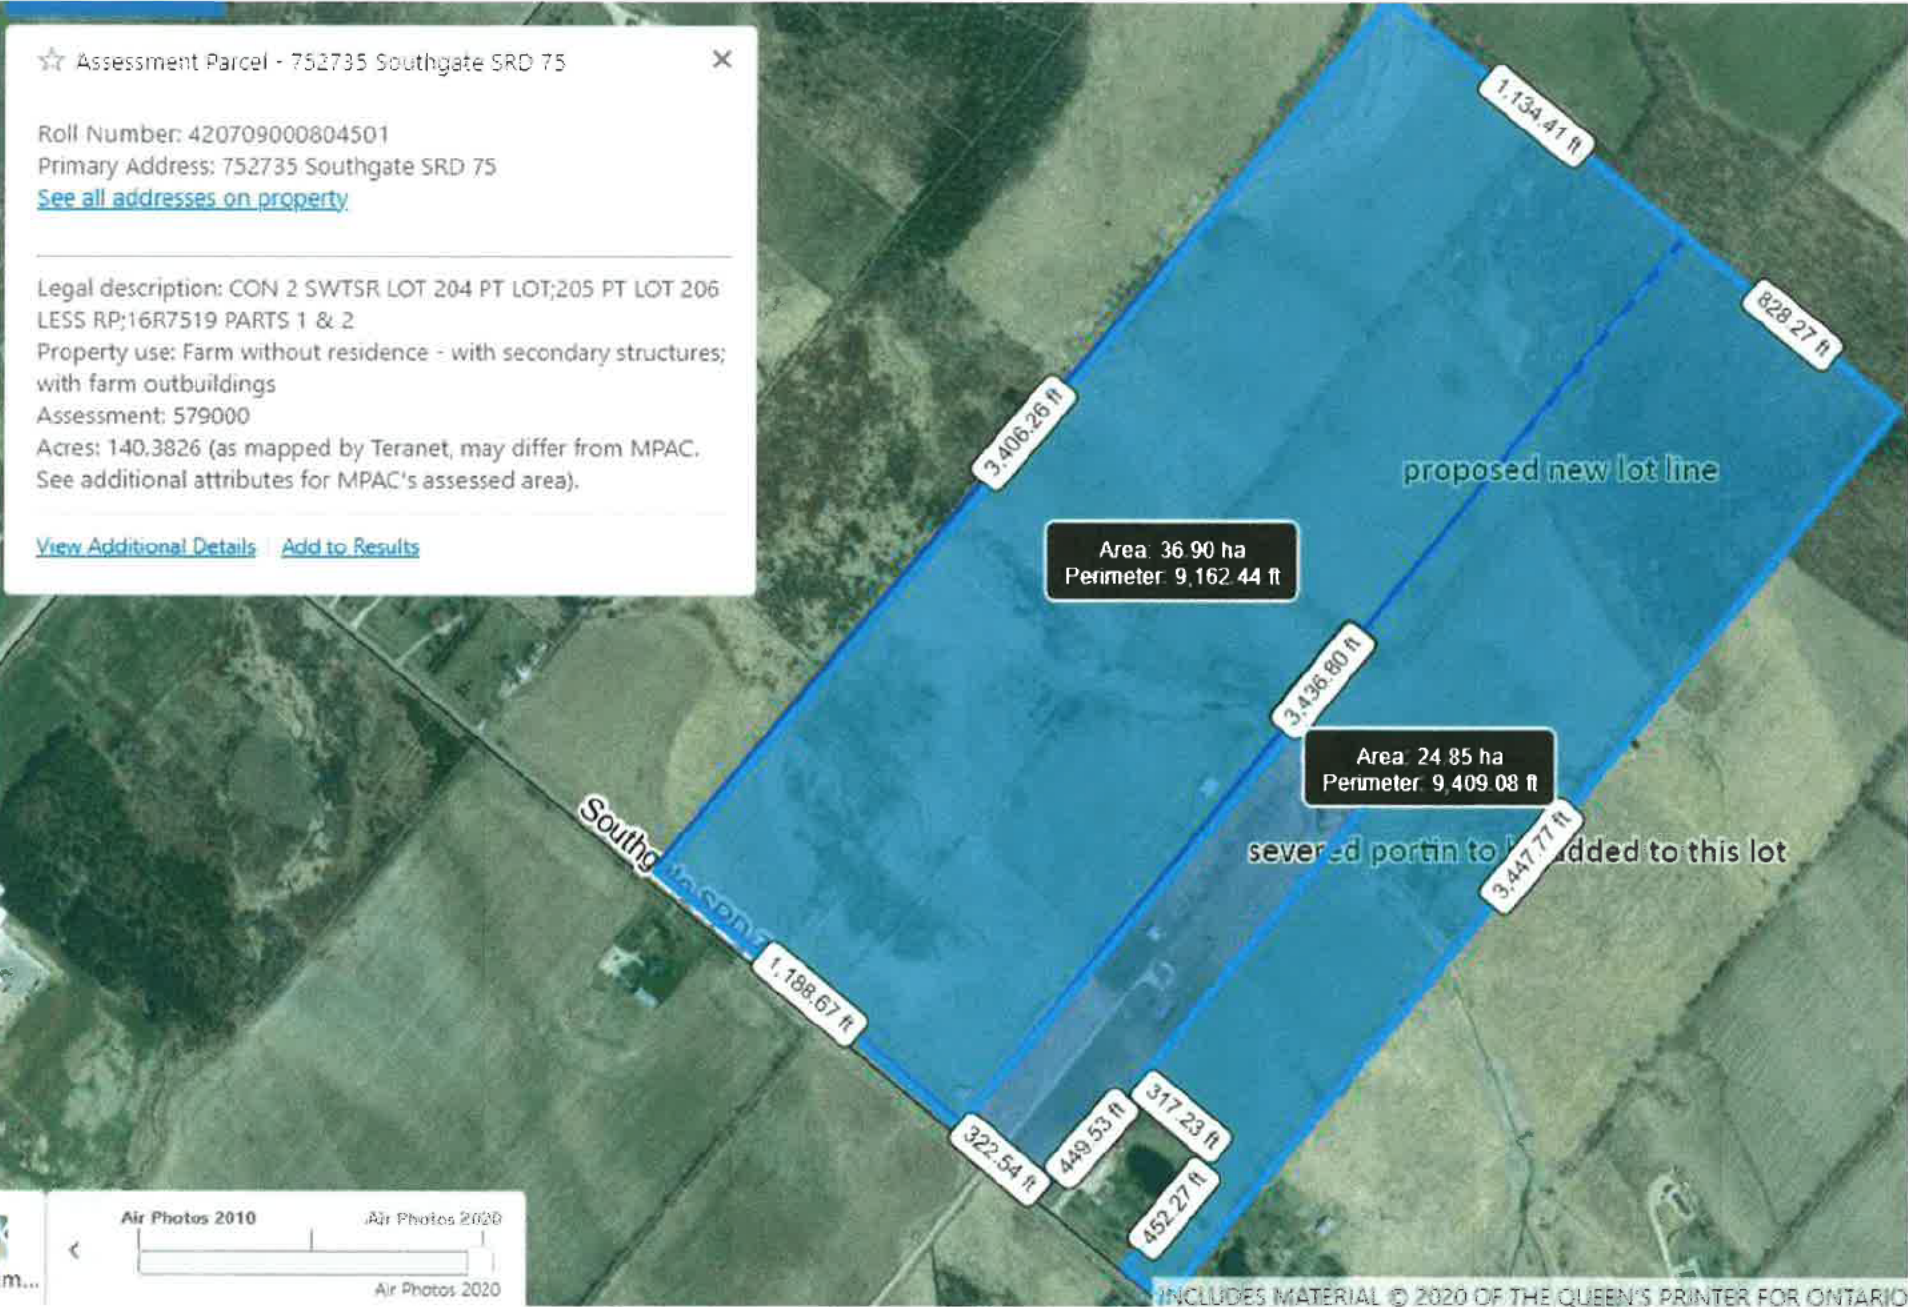 Assessment Parcel - 752735 Southgate SRD 75
Roll Number: 420709000804501
Primary Address: 752735 Southgate SRD 75
See all addresses on property
Legal description: CON 2 SWTSR LOT 204 PT LOT;205 PT LOT 206
LESS RP;16R7519 PARTS 1 & 2
Property use: Farm without residence - with secondary structures;
with farm outbuildings
Assessment: 579000
Acres: 140.3826 (as mapped by Teranet, may differ from MPAC.
See additional attributes for MPAC's assessed area).
View Additional Details
Add to Results
1,134.41 ft
828.27 ft
3,406.26 ft
proposed new lot line
Area: 36.90 ha
Perimeter: 9,162.44 ft
3,436.80 ft
Area: 24.85 ha
Perimeter: 9,409.08 ft
severed portin to
dded to this lot
3,447.77 ft
1,188.67 ft
322.54 ft
449.53 ft
317.23 ft
452.27 ft
Air Photos 2010
Air Photos 2020
Air Photos 2020
m...
INCLUDES MATERIAL © 2020 OF THE QUEEN'S PRINTER FOR ONTARIO